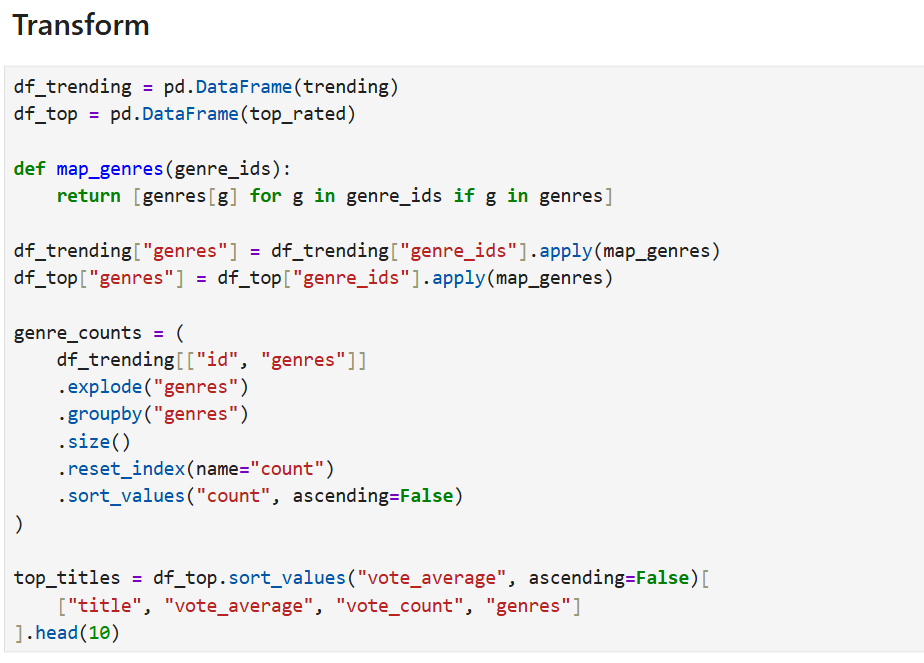 Transform
df_trending = pd.DataFrame(trending)
df_top = pd.DataFrame(top_rated)
def map_genres(genre_ids):
    return [genres[g] for g in genre_ids if g in genres]
df_trending["genres"] = df_trending["genre_ids"].apply(map_genres)
df_top["genres"] = df_top["genre_ids"].apply(map_genres)
genre_counts = (
    df_trending[["id", "genres"]]
    .explode("genres")
    .groupby("genres")
    .size()
    .reset_index(name="count")
    .sort_values("count", ascending=False)
)
top_titles = df_top.sort_values("vote_average", ascending=False)[
    ["title", "vote_average", "vote_count", "genres"]
].head(10)